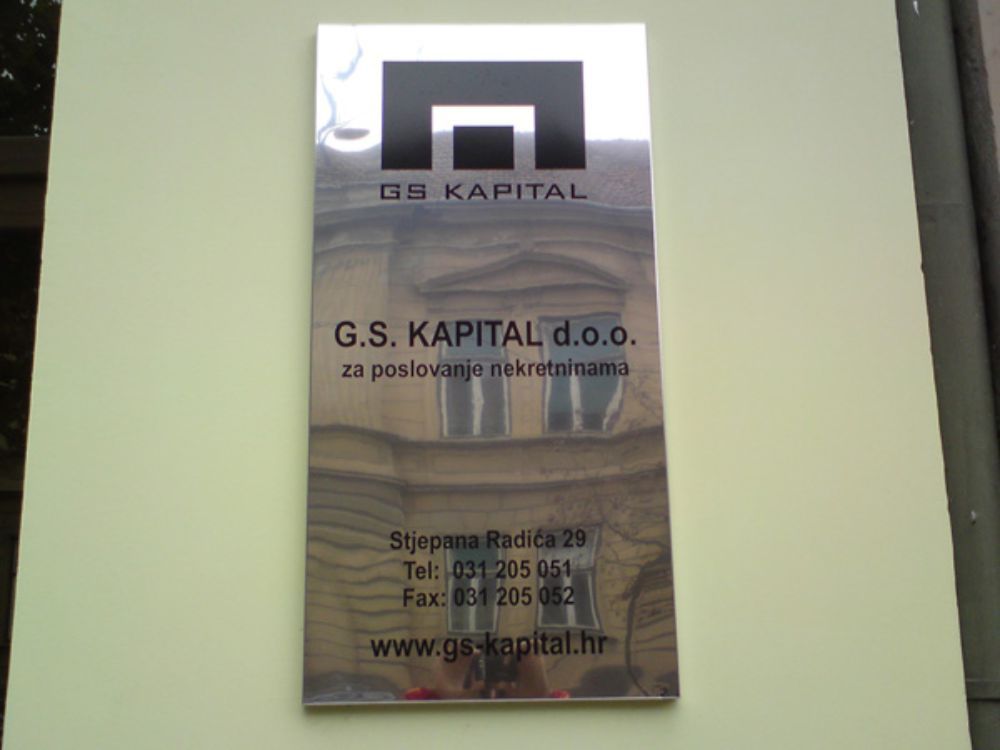 GS KAPITAL
G.S. KAPITAL d.o.o.
za poslovanje nekretninama
Stjepana Radića 29
Tel: 031 205 051
Fax: 031 205 052
www.gs-kapital.hr